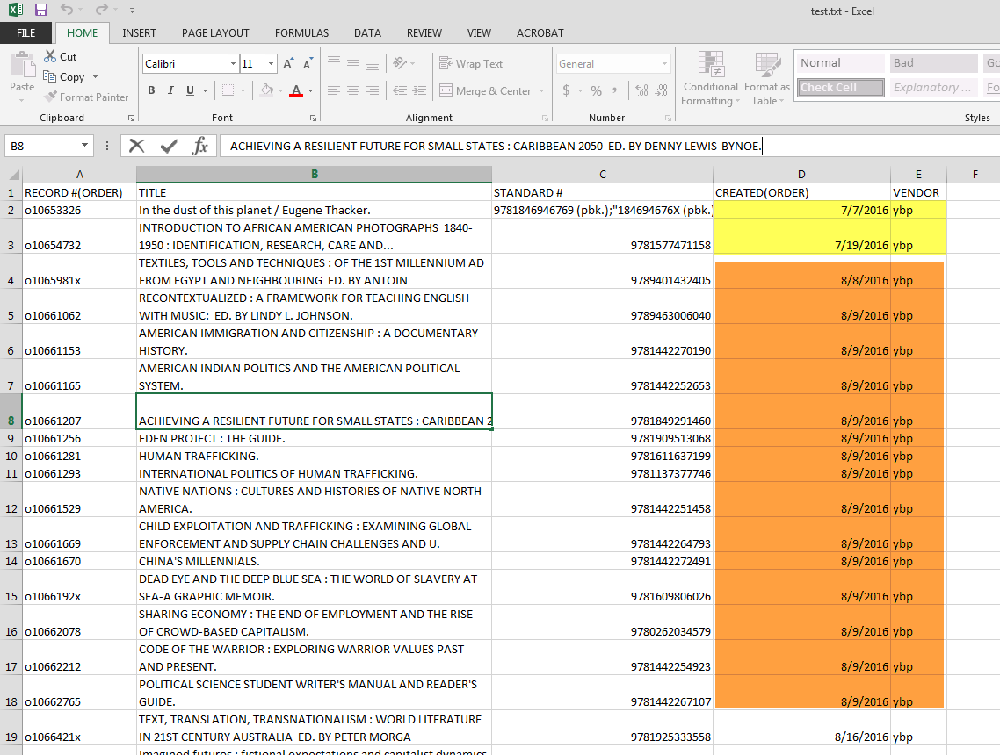 test.txt - Excel
FILE HOME INSERT PAGE LAYOUT FORMULAS DATA REVIEW VIEW ACROBAT
Paste
Cut
Copy
Format Painter
Clipboard
Calibri 11 A A
B I U A
Font
Wrap Text
Merge & Center
Alignment
General
$ % ,
Number
Conditional
Formatting
Format as
Table
Normal Bad
Check Cell Explanatory ...
Styles
B8 fx ACHIEVING A RESILIENT FUTURE FOR SMALL STATES : CARIBBEAN 2050 ED. BY DENNY LEWIS-BYNOE.
A B C D E F
1 RECORD #(ORDER) TITLE STANDARD # CREATED(ORDER) VENDOR
2 o10653326 In the dust of this planet / Eugene Thacker. 9781846946769 (pbk.);"184694676X (pbk. 7/7/2016 ybp
INTRODUCTION TO AFRICAN AMERICAN PHOTOGRAPHS 1840-
3 o10654732 1950 : IDENTIFICATION, RESEARCH, CARE AND... 9781577471158 7/19/2016 ybp
TEXTILES, TOOLS AND TECHNIQUES : OF THE 1ST MILLENNIUM AD
4 o1065981x FROM EGYPT AND NEIGHBOURING ED. BY ANTOIN 9789401432405 8/8/2016 ybp
RECONTEXTUALIZED : A FRAMEWORK FOR TEACHING ENGLISH
5 o10661062 WITH MUSIC: ED. BY LINDY L. JOHNSON. 9789463006040 8/9/2016 ybp
AMERICAN IMMIGRATION AND CITIZENSHIP : A DOCUMENTARY
6 o10661153 HISTORY. 9781442270190 8/9/2016 ybp
AMERICAN INDIAN POLITICS AND THE AMERICAN POLITICAL
7 o10661165 SYSTEM. 9781442252653 8/9/2016 ybp
8 o10661207 ACHIEVING A RESILIENT FUTURE FOR SMALL STATES : CARIBBEAN 2 9781849291460 8/9/2016 ybp
9 o10661256 EDEN PROJECT : THE GUIDE. 9781909513068 8/9/2016 ybp
10 o10661281 HUMAN TRAFFICKING. 9781611637199 8/9/2016 ybp
11 o10661293 INTERNATIONAL POLITICS OF HUMAN TRAFFICKING. 9781137377746 8/9/2016 ybp
NATIVE NATIONS : CULTURES AND HISTORIES OF NATIVE NORTH
12 o10661529 AMERICA. 9781442251458 8/9/2016 ybp
CHILD EXPLOITATION AND TRAFFICKING : EXAMINING GLOBAL
13 o10661669 ENFORCEMENT AND SUPPLY CHAIN CHALLENGES AND U. 9781442264793 8/9/2016 ybp
14 o10661670 CHINA'S MILLENNIALS. 9781442272491 8/9/2016 ybp
DEAD EYE AND THE DEEP BLUE SEA : THE WORLD OF SLAVERY AT
15 o1066192x SEA-A GRAPHIC MEMOIR. 9781609806026 8/9/2016 ybp
SHARING ECONOMY : THE END OF EMPLOYMENT AND THE RISE
16 o10662078 OF CROWD-BASED CAPITALISM. 9780262034579 8/9/2016 ybp
CODE OF THE WARRIOR : EXPLORING WARRIOR VALUES PAST
17 o10662212 AND PRESENT. 9781442254923 8/9/2016 ybp
POLITICAL SCIENCE STUDENT WRITER'S MANUAL AND READER'S
18 o10662765 GUIDE. 9781442267107 8/9/2016 ybp
TEXT, TRANSLATION, TRANSNATIONALISM : WORLD LITERATURE
19 o1066421x IN 21ST CENTURY AUSTRALIA ED. BY PETER MORGA 9781925333558 8/16/2016 ybp
Imagined futures : fictional expectations and capitalist dynamics